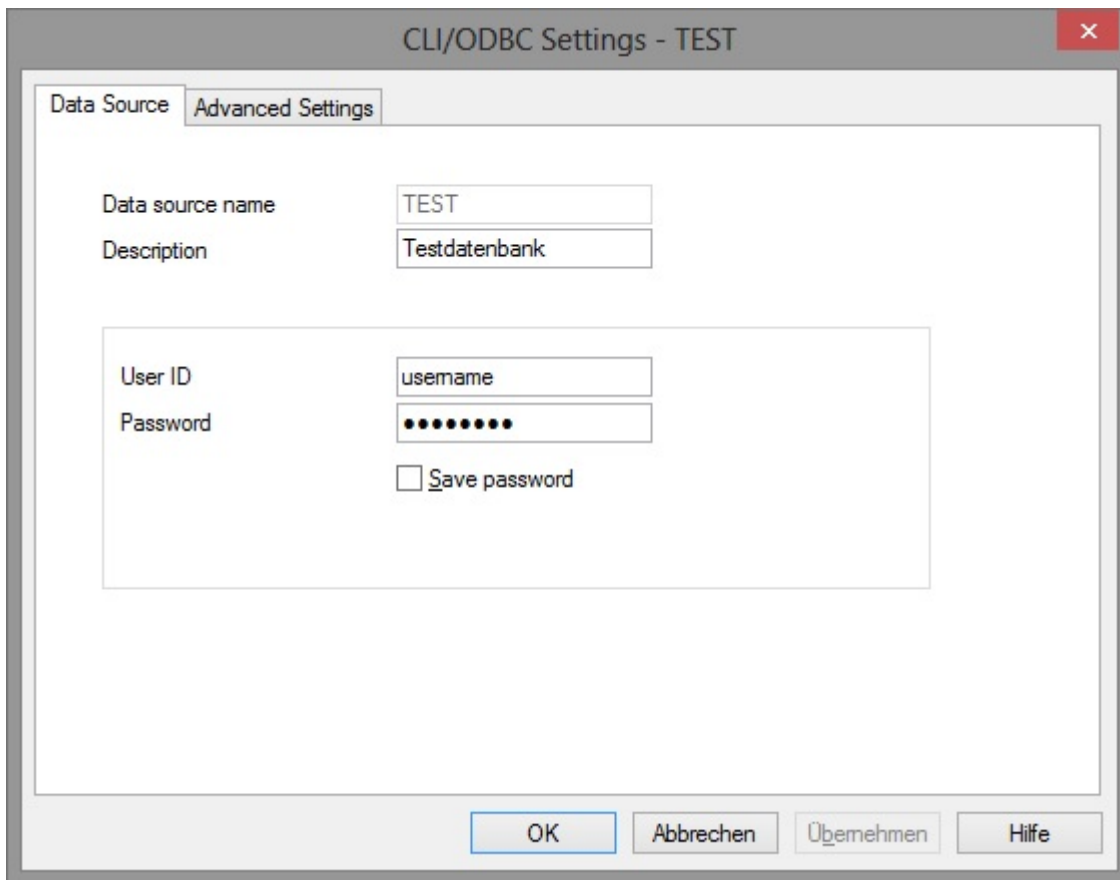 CLI/ODBC Settings - TEST
Data Source Advanced Settings
Data source name TEST
Description Testdatenbank
User ID username
Password ●●●●●●●●
Save password
OK Abbrechen Übernehmen Hilfe